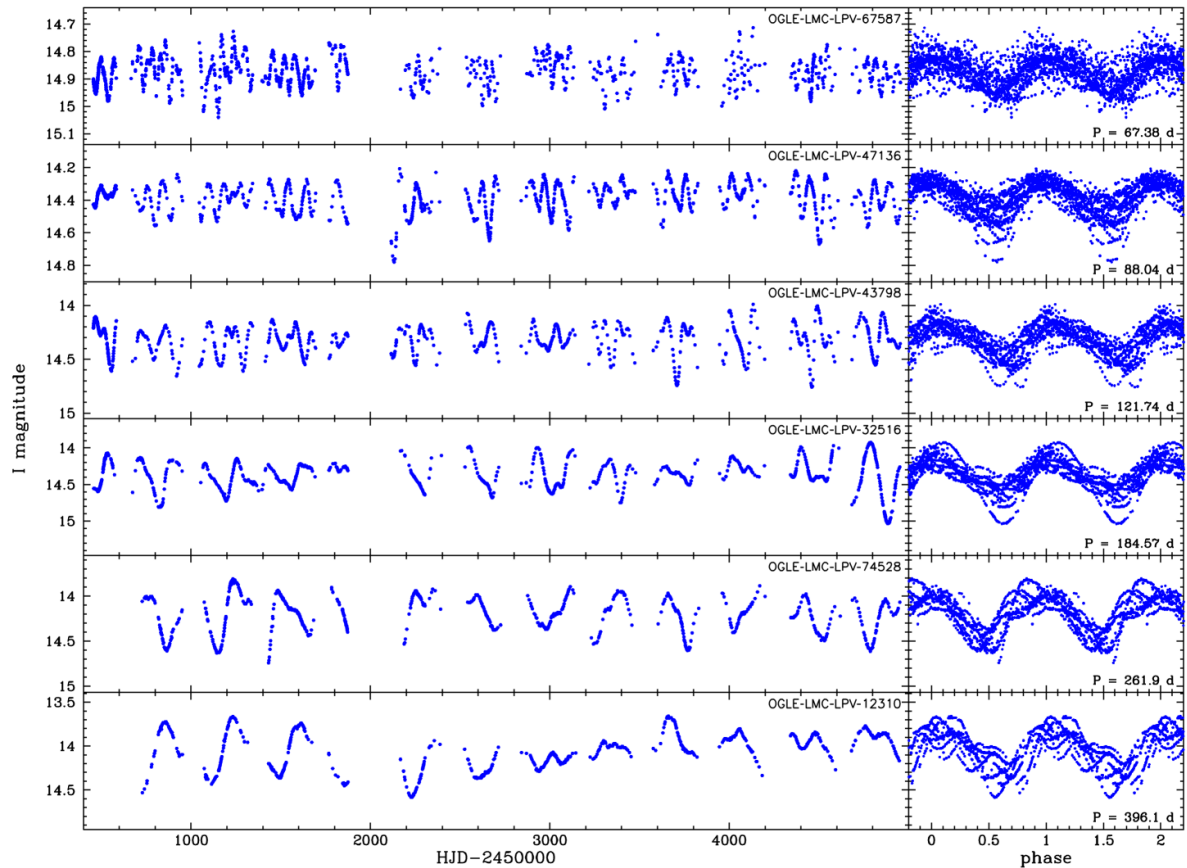 14.7
OGLE-LMC-LPV-67587
14.8
14.9
15
15.1
P = 67.38 d
OGLE-LMC-LPV-47136
14.2
14.4
14.6
14.8
P = 88.04 d
OGLE-LMC-LPV-43798
14
14.5
15
P = 121.74 d
OGLE-LMC-LPV-32516
14
14.5
15
P = 184.57 d
OGLE-LMC-LPV-74528
14
14.5
15
P = 261.9 d
OGLE-LMC-LPV-12310
13.5
14
14.5
P = 396.1 d
I magnitude
1000 2000 3000 4000 0 0.5 1 1.5 2
HJD-2450000 phase